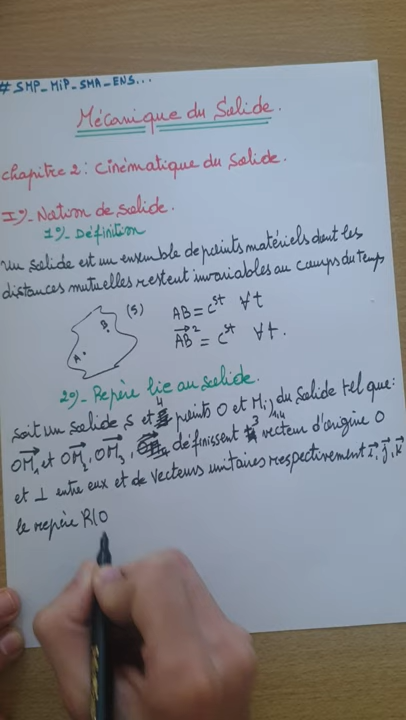 # SMP_MiP_SMA_ENS...
Mécanique du Solide.
Chapitre 2: Cinématique du Solide.
I)- Notion de solide.
1)- Définition
Un solide est un ensemble de points matériels dont les
distances mutuelles restent invariables au cours du temps
(S)
A B
AB = Cst ∀t
AB² = Cst ∀t.
2)- Repère lié au solide.
Soit un solide S et 4 points O et Mi, du solide tel que:
OM1 et OM2, OM3, définissent 3 vecteur d'origine O
et ⊥ entre eux et de vecteurs unitaires respectivement i, j, k
le repère R(O